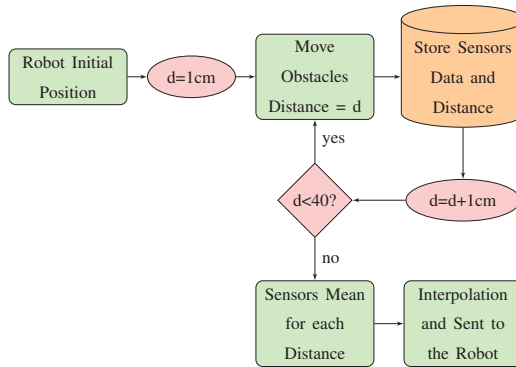 Robot Initial
Position
d=1cm
Move
Obstacles
Distance = d
Store Sensors
Data and
Distance
yes
d<40?
d=d+1cm
no
Sensors Mean
for each
Distance
Interpolation
and Sent to
the Robot